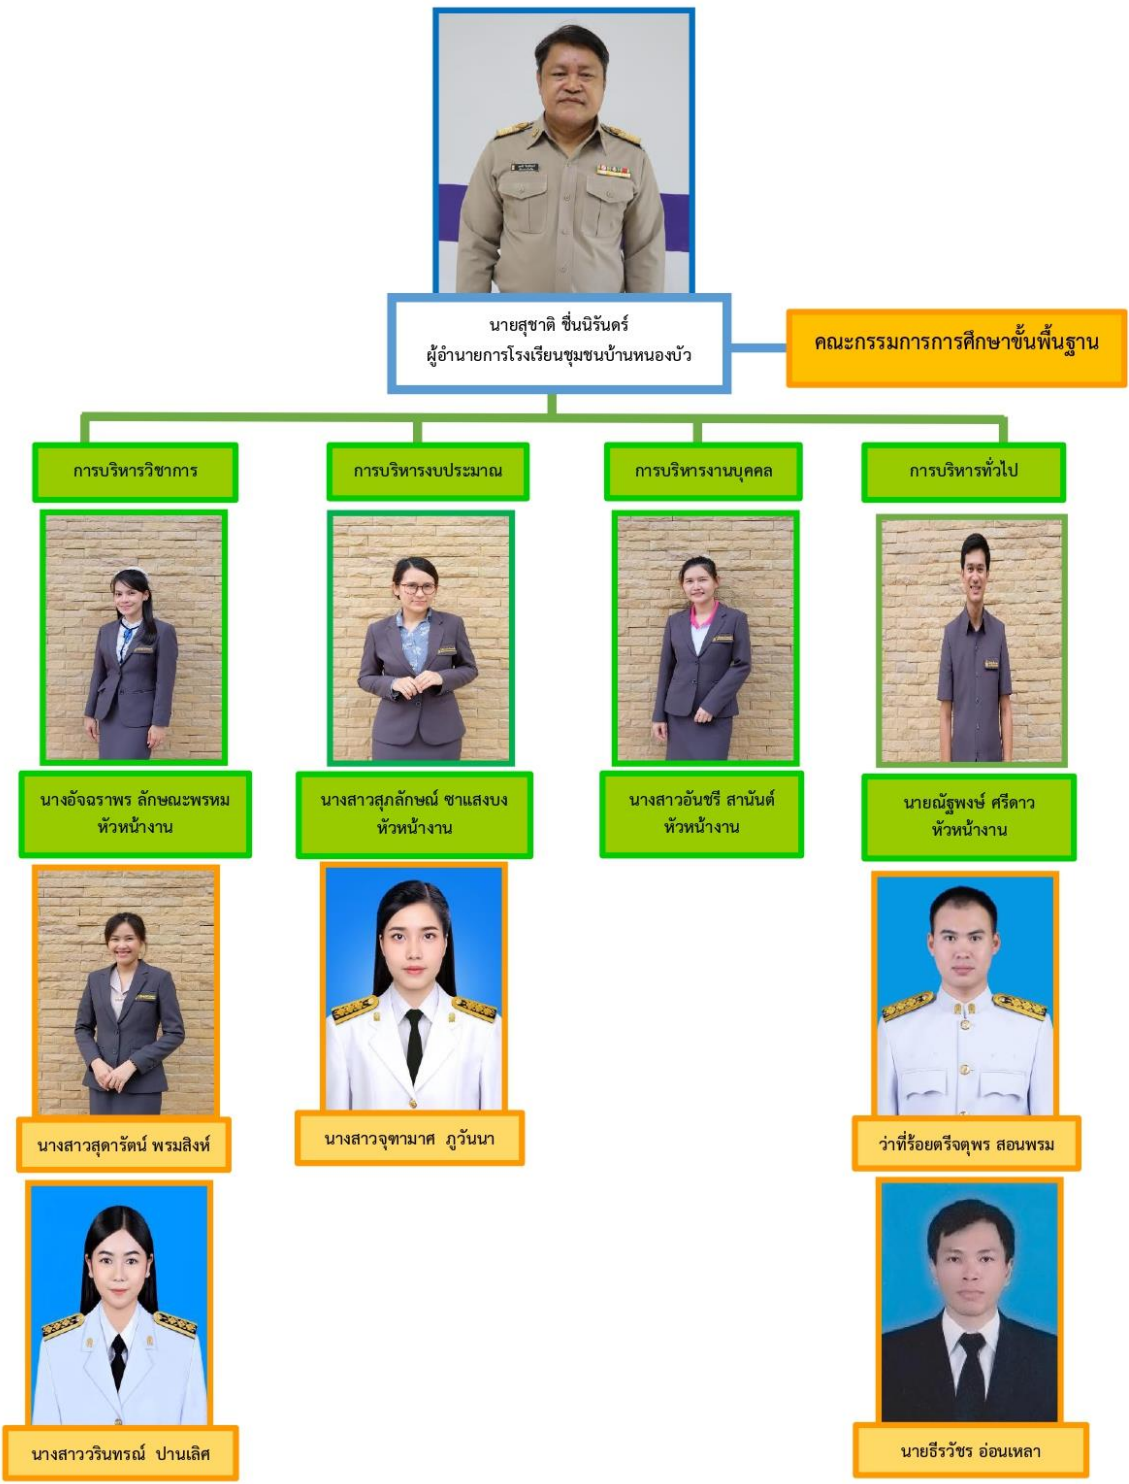 นายสุชาติ ชื่นนิรันดร์
ผู้อำนายการโรงเรียนชุมชนบ้านหนองบัว
คณะกรรมการการศึกษาขั้นพื้นฐาน
การบริหารวิชาการ
การบริหารงบประมาณ
การบริหารงานบุคคล
การบริหารทั่วไป
นางอัจฉราพร ลักษณะพรหม
หัวหน้างาน
นางสาวสุภลักษณ์ ซาแสงบง
หัวหน้างาน
นางสาวอันชรี สานันต์
หัวหน้างาน
นายณัฐพงษ์ ศรีดาว
หัวหน้างาน
นางสาวสุดารัตน์ พรมสิงห์
นางสาวจุฑามาศ ภูวันนา
ว่าที่ร้อยตรีจตุพร สอนพรม
นางสาววรินทรณ์ ปานเลิศ
นายธีรวัชร อ่อนเหลา